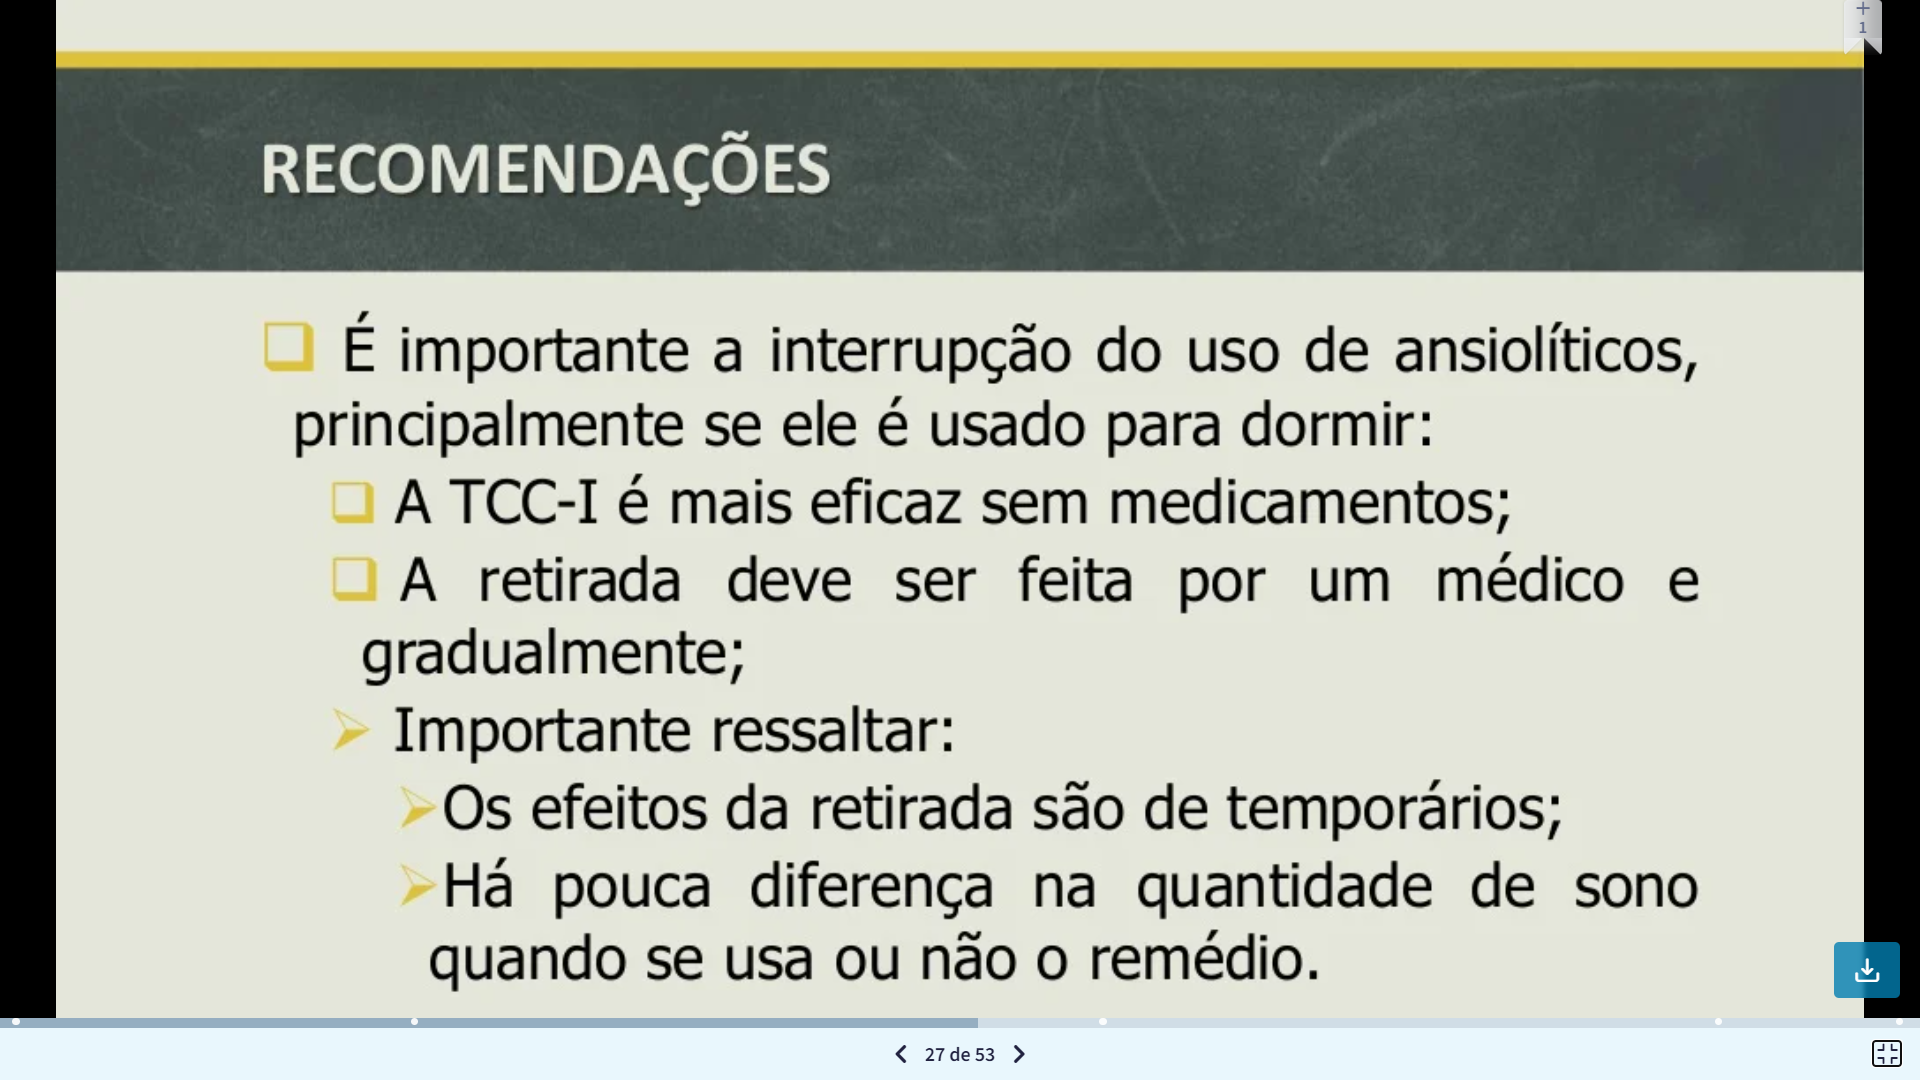 +
1
RECOMENDAÇÕES
É importante a interrupção do uso de ansiolíticos,
principalmente se ele é usado para dormir:
A TCC-I é mais eficaz sem medicamentos;
A retirada deve ser feita por um médico e
gradualmente;
Importante ressaltar:
Os efeitos da retirada são de temporários;
Há pouca diferença na quantidade de sono
quando se usa ou não o remédio.
27 de 53